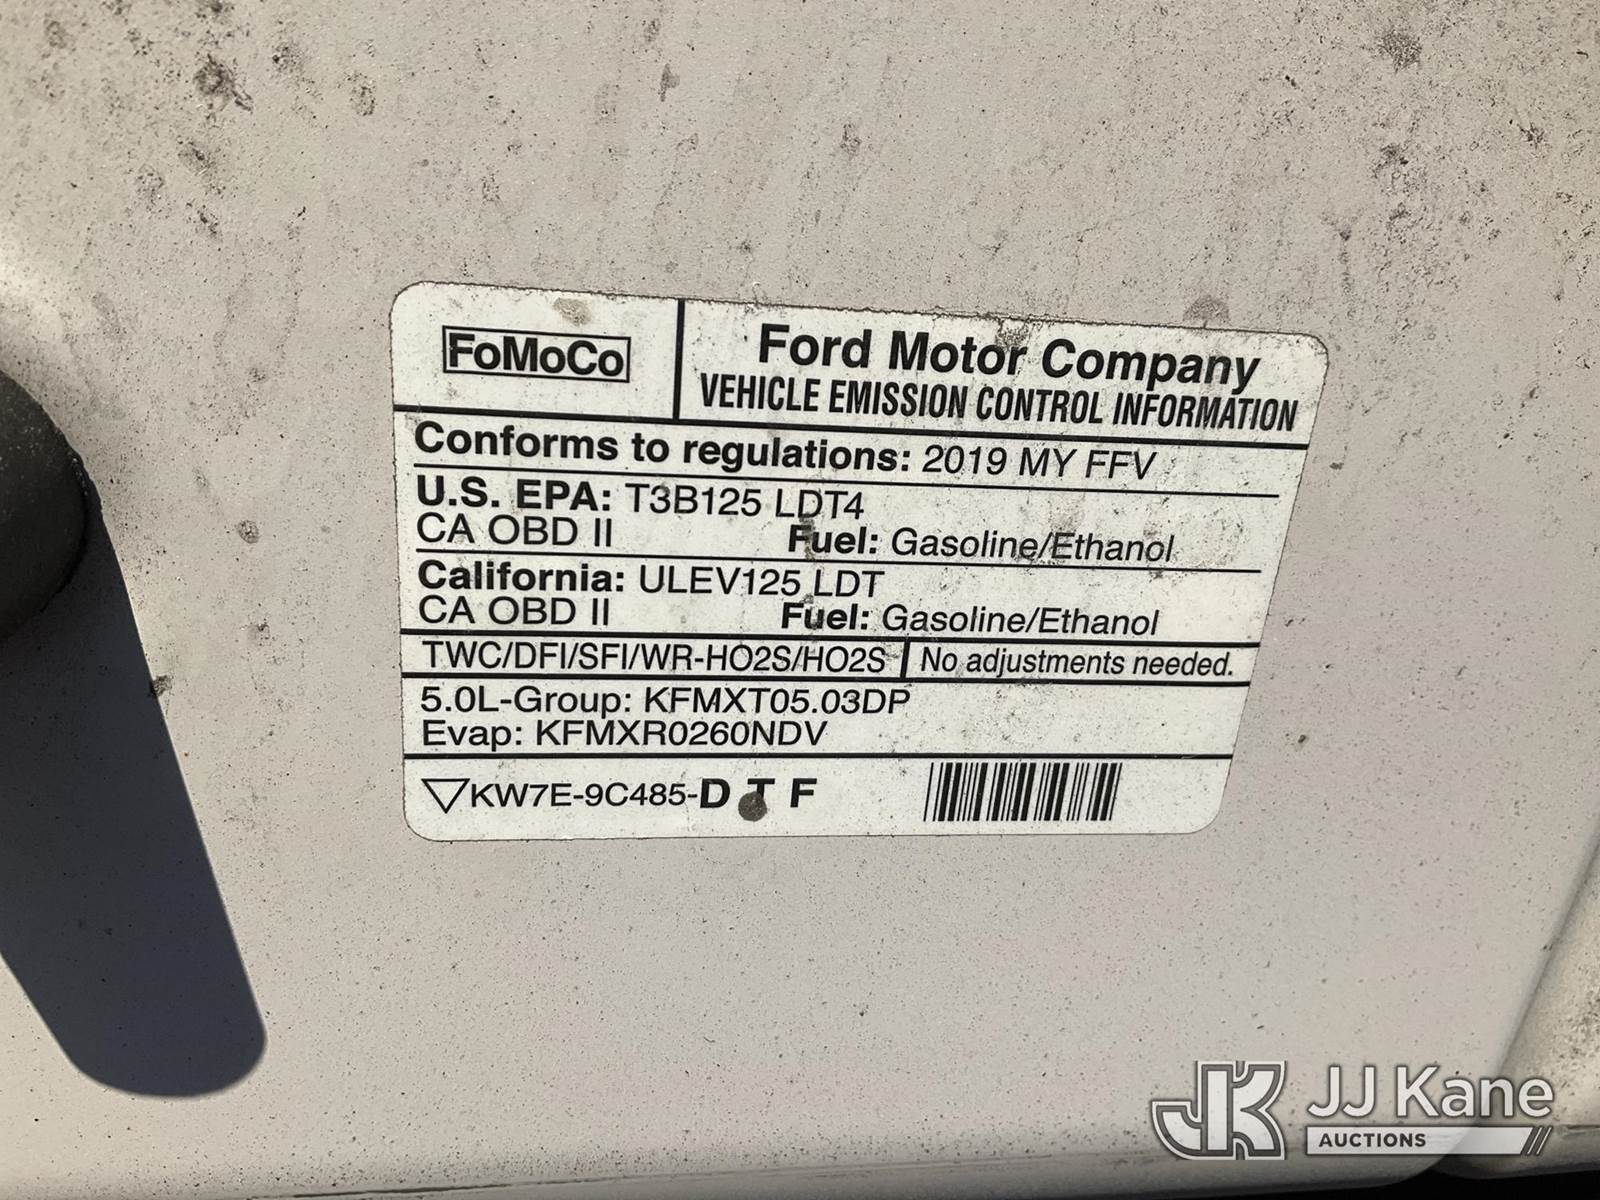 FoMoCo
Ford Motor Company
VEHICLE EMISSION CONTROL INFORMATION
Conforms to regulations: 2019 MY FFV
U.S. EPA: T3B125 LDT4
CA OBD II Fuel: Gasoline/Ethanol
California: ULEV125 LDT
CA OBD II Fuel: Gasoline/Ethanol
TWC/DFI/SFI/WR-HO2S/HO2S No adjustments needed.
5.0L-Group: KFMXT05.03DP
Evap: KFMXR0260NDV
KW7E-9C485-D T F
JK JJ Kane
AUCTIONS